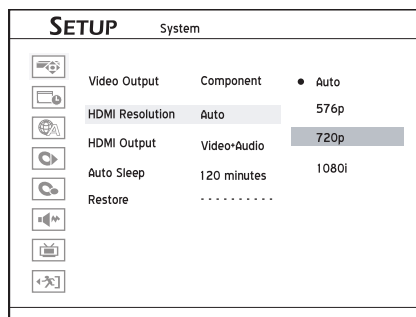 SETUP System
Video Output Component ● Auto
HDMI Resolution Auto 576p
HDMI Output Video+Audio 720p
Auto Sleep 120 minutes 1080i
Restore - - - - - - - - - -